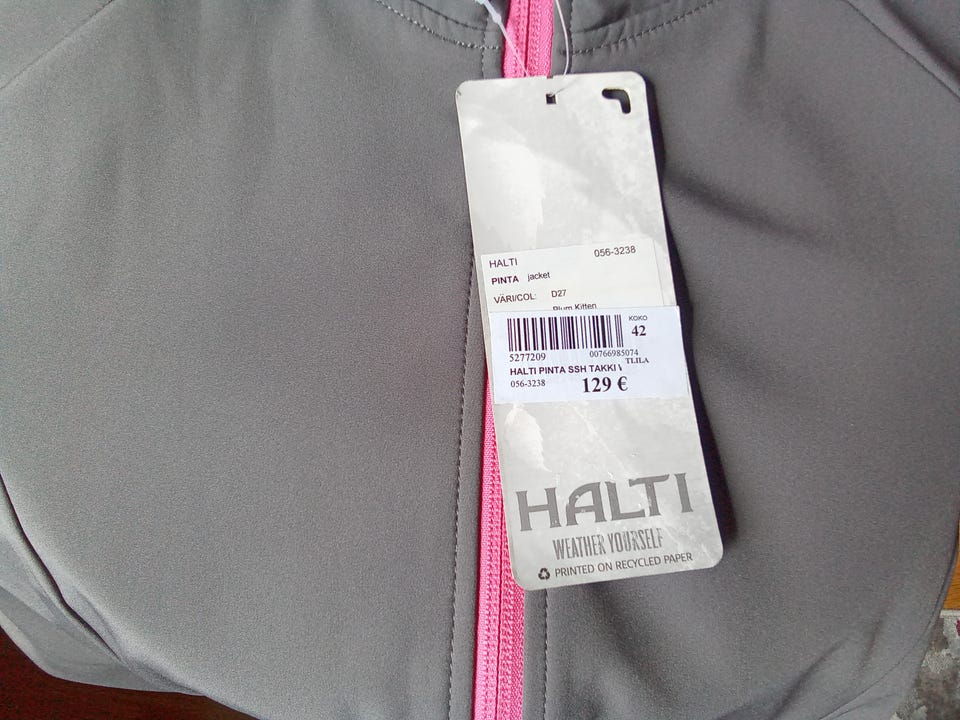 HALTI 056-3238
PINTA jacket
VÄRI/COL: D27
Plum Kitten
KOKO
42
5277209 00766985074
TLILA
HALTI PINTA SSH TAKKI
056-3238 129 €
HALTI
WEATHER YOURSELF
PRINTED ON RECYCLED PAPER